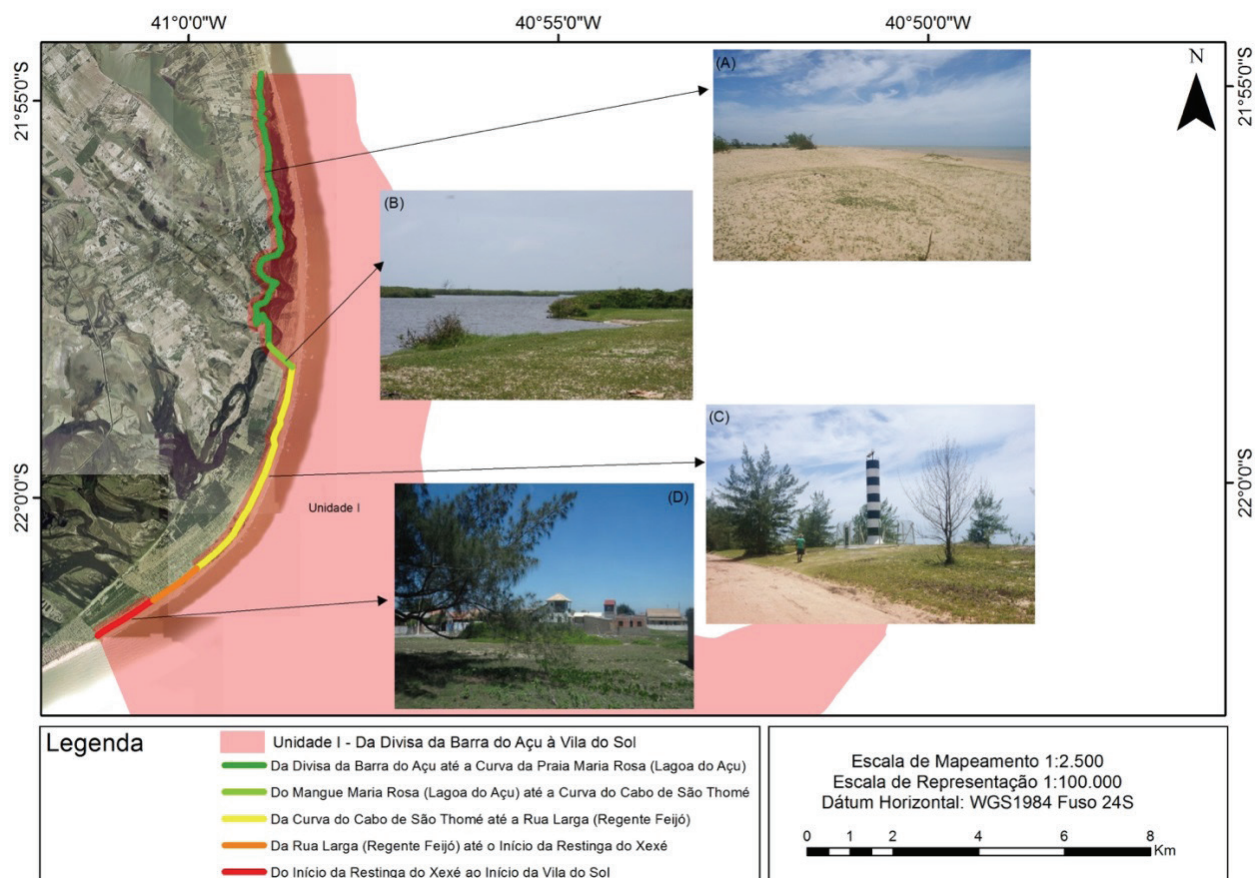 41°0'0"W
40°55'0"W
40°50'0"W
21°55'0"S
21°55'0"S
(A)
N
(B)
(C)
22°0'0"S
22°0'0"S
Unidade I
(D)
Legenda
Unidade I - Da Divisa da Barra do Açu à Vila do Sol
Da Divisa da Barra do Açu até a Curva da Praia Maria Rosa (Lagoa do Açu)
Do Mangue Maria Rosa (Lagoa do Açu) até a Curva do Cabo de São Thomé
Da Curva do Cabo de São Thomé até a Rua Larga (Regente Feijó)
Da Rua Larga (Regente Feijó) até o Início da Restinga do Xexé
Do Início da Restinga do Xexé ao Início da Vila do Sol
Escala de Mapeamento 1:2.500
Escala de Representação 1:100.000
Dátum Horizontal: WGS1984 Fuso 24S
0 1 2 4 6 8
Km